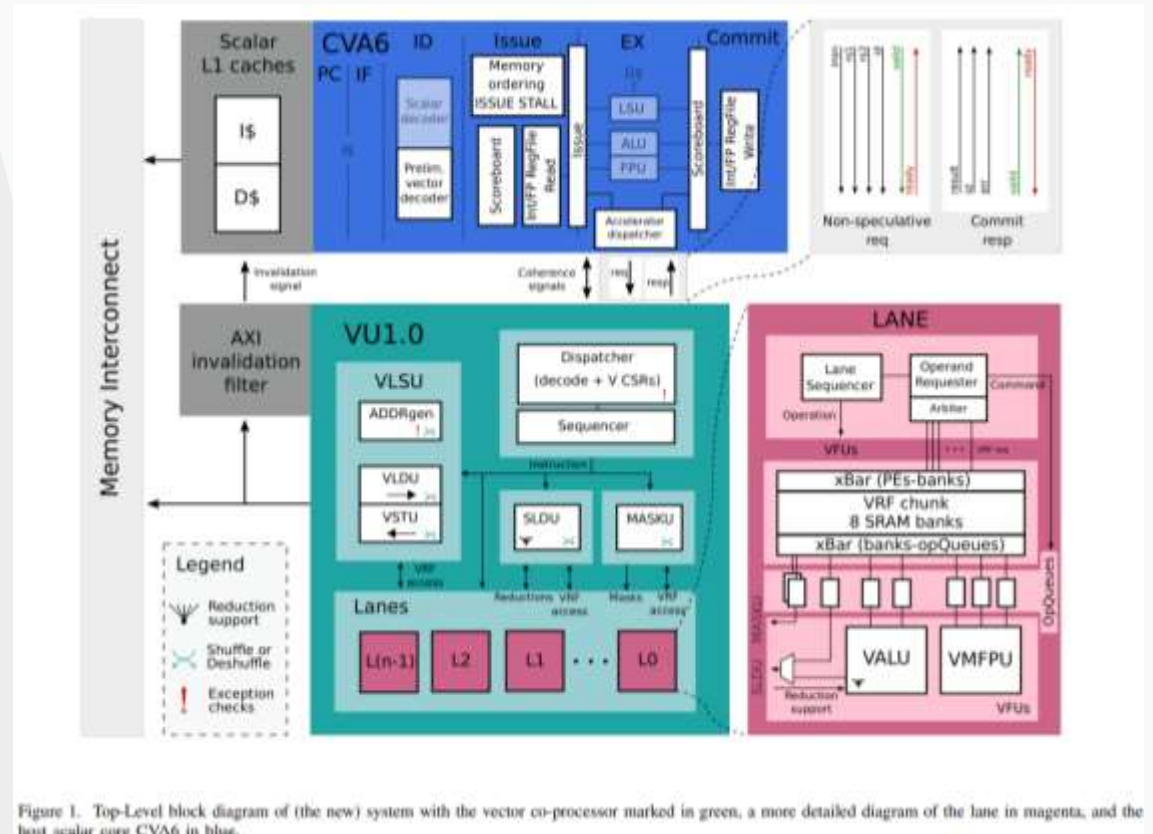 Scalar
L1 caches
I$
D$
CVA6
ID
Issue
EX
Commit
PC
IF
Scalar
decoder
Prelim.
vector
decoder
Memory
ordering
ISSUE STALL
Scoreboard
Int/FP RegFile
Read
Issue
D$
LSU
ALU
FPU
Accelerator
dispatcher
Scoreboard
Int/FP RegFile
Write
insn
rs1
rs2
id
valid
ready
result
id
err
valid
ready
Non-speculative
req
Commit
resp
Memory Interconnect
Invalidation
signal
Coherence
signals
req
resp
AXI
invalidation
filter
VU1.0
VLSU
ADDRgen
!
VLDU
VSTU
Dispatcher
(decode + V CSRs)
!
Sequencer
Instruction
SLDU
MASKU
VRF
access
Reductions
VRF
access
Masks
VRF
access
Lanes
L(n-1)
L2
L1
• • •
L0
Legend
Reduction
support
Shuffle or
Deshuffle
Exception
checks
LANE
Lane
Sequencer
Operand
Requester
Arbiter
Command
Operation
VFUs
xBar (PEs-banks)
VRF chunk
8 SRAM banks
xBar (banks-opQueues)
OpQueues
MASKU
SLDU
VALU
VMFPU
Reduction
support
VFUs
Figure 1. Top-Level block diagram of (the new) system with the vector co-processor marked in green, a more detailed diagram of the lane in magenta, and the
host scalar core CVA6 in blue.